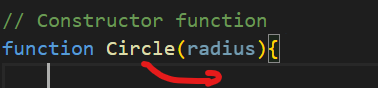 // Constructor function
function Circle(radius){